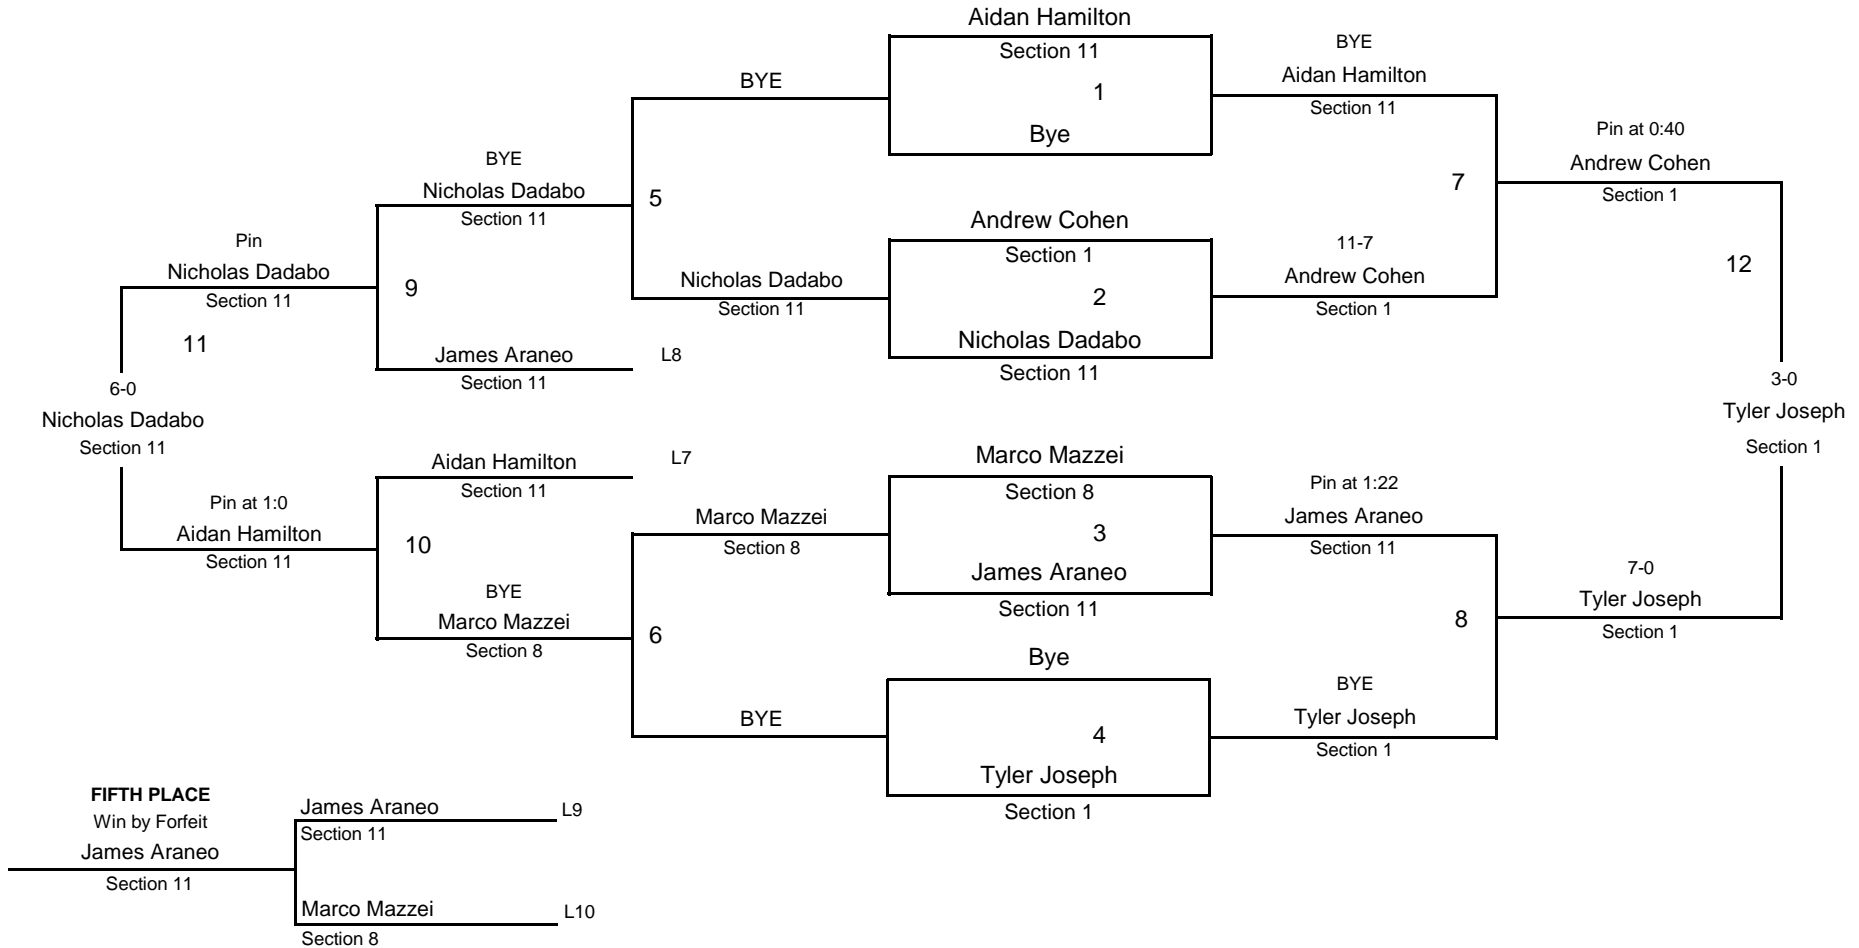 Aidan Hamilton
Section 11
1
Bye
BYE
Aidan Hamilton
Section 11
BYE
Pin at 0:40
Andrew Cohen
Section 1
BYE
Nicholas Dadabo
Section 11
5
7
Andrew Cohen
Section 1
2
Nicholas Dadabo
Section 11
11-7
Andrew Cohen
Section 1
12
Pin
Nicholas Dadabo
Section 11
9
Nicholas Dadabo
Section 11
11
James Araneo
Section 11
L8
6-0
Nicholas Dadabo
Section 11
3-0
Tyler Joseph
Section 1
Aidan Hamilton
Section 11
L7
Marco Mazzei
Section 8
3
James Araneo
Section 11
Pin at 1:22
James Araneo
Section 11
Pin at 1:0
Aidan Hamilton
Section 11
10
Marco Mazzei
Section 8
BYE
Marco Mazzei
Section 8
6
8
7-0
Tyler Joseph
Section 1
Bye
4
Tyler Joseph
Section 1
BYE
Tyler Joseph
Section 1
BYE
FIFTH PLACE
Win by Forfeit
James Araneo
Section 11
James Araneo
Section 11
L9
Marco Mazzei
Section 8
L10